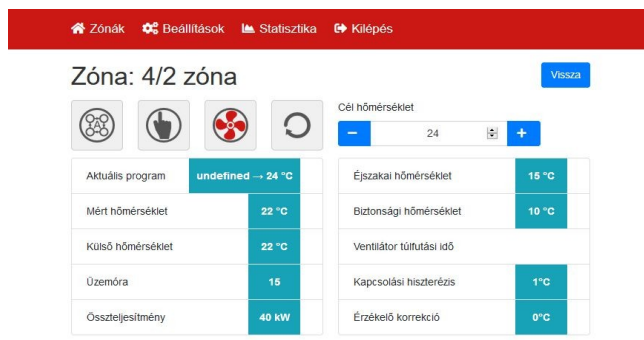 Zónák Beállítások Statisztika Kilépés
Zóna: 4/2 zóna
Vissza
A
Cél hőmérséklet
− 24 +
Aktuális program undefined → 24 °C
Mért hőmérséklet 22 °C
Külső hőmérséklet 22 °C
Üzemóra 15
Összteljesítmény 40 kW
Éjszakai hőmérséklet 15 °C
Biztonsági hőmérséklet 10 °C
Ventilátor túlfutási idő
Kapcsolási hiszterézis 1°C
Érzékelő korrekció 0°C